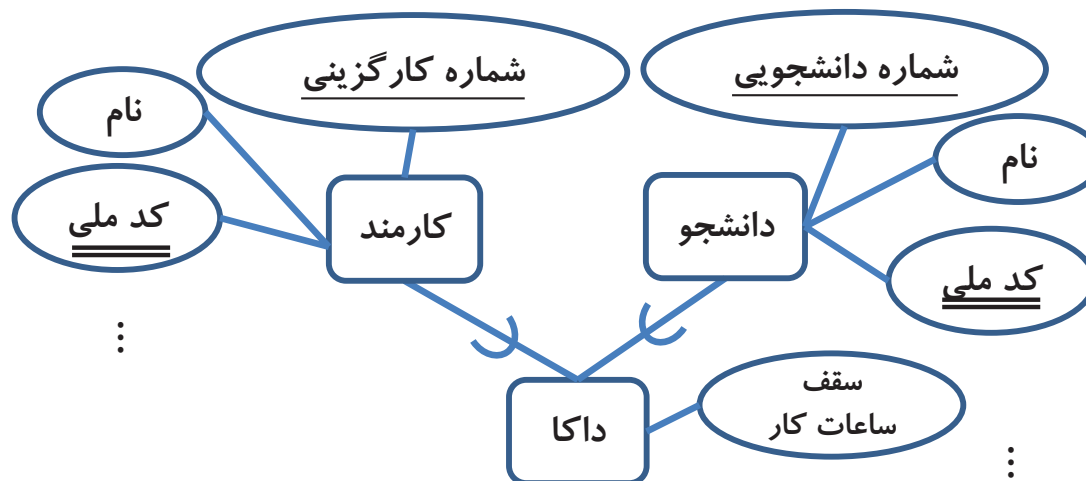 شماره دانشجویی
شماره کارگزینی
نام
نام
کد ملی
کارمند
دانشجو
کد ملی
داکا
سقف
ساعات کار